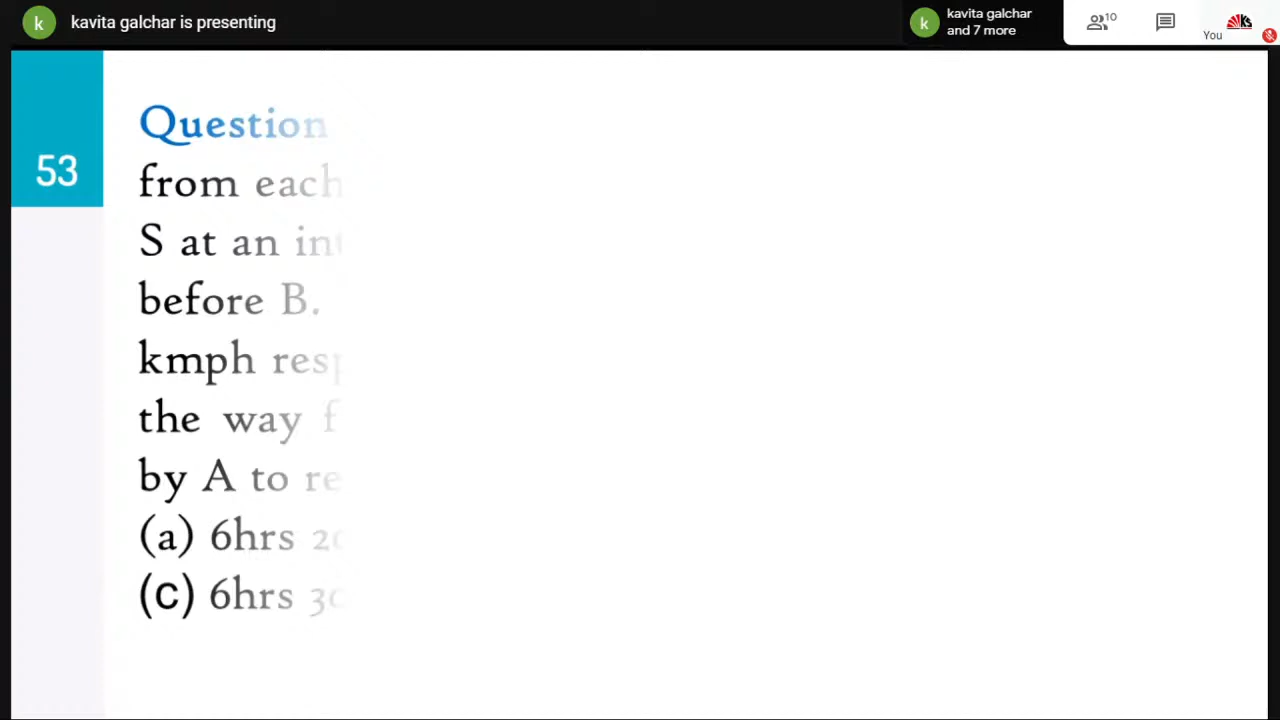 k
kavita galchar is presenting
k
kavita galchar
and 7 more
10
You
53
Question
from each
S at an
before B.
kmph
the way
by A to
(a) 6hrs
(c) 6hrs